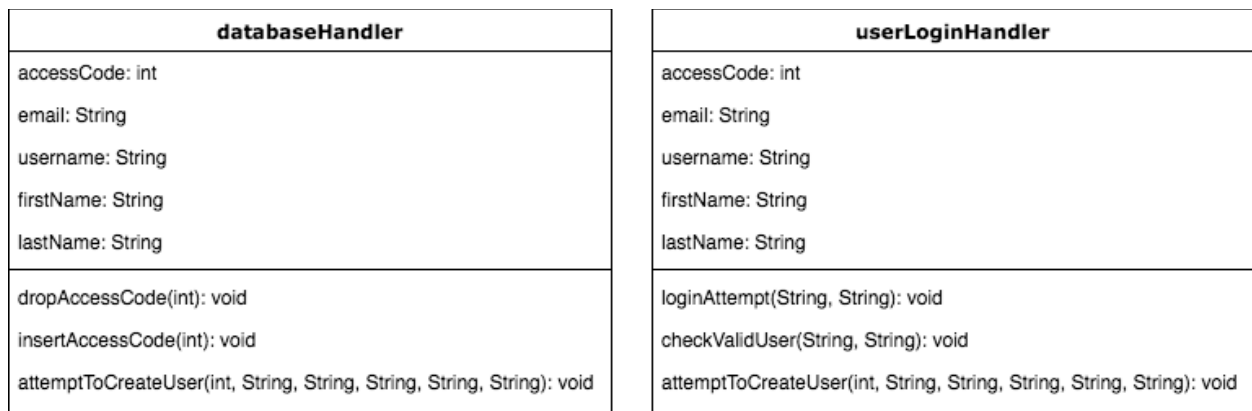 databaseHandler
accessCode: int
email: String
username: String
firstName: String
lastName: String
dropAccessCode(int): void
insertAccessCode(int): void
attemptToCreateUser(int, String, String, String, String, String): void
userLoginHandler
accessCode: int
email: String
username: String
firstName: String
lastName: String
loginAttempt(String, String): void
checkValidUser(String, String): void
attemptToCreateUser(int, String, String, String, String, String): void